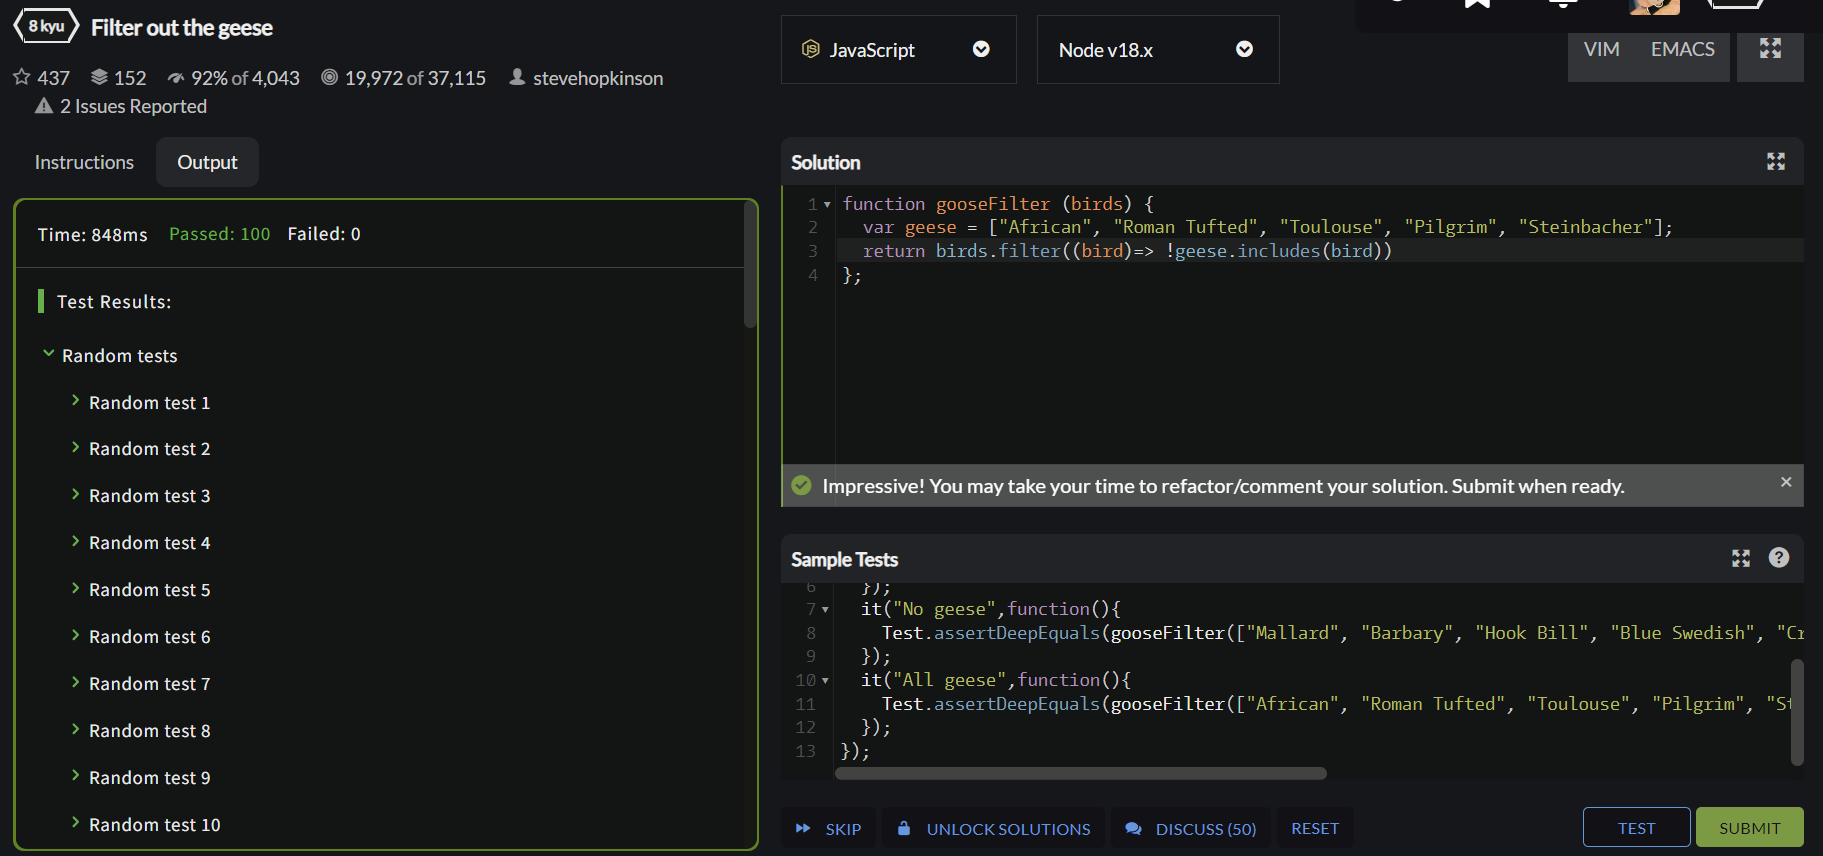 8 kyu Filter out the geese
437 152 92% of 4,043 19,972 of 37,115 stevehopkinson
2 Issues Reported
JS JavaScript Node v18.x VIM EMACS
Instructions Output
Time: 848ms Passed: 100 Failed: 0
Test Results:
Random tests
Random test 1
Random test 2
Random test 3
Random test 4
Random test 5
Random test 6
Random test 7
Random test 8
Random test 9
Random test 10
Solution
1 function gooseFilter (birds) {
2 var geese = ["African", "Roman Tufted", "Toulouse", "Pilgrim", "Steinbacher"];
3 return birds.filter((bird)=> !geese.includes(bird))
4 };
Impressive! You may take your time to refactor/comment your solution. Submit when ready.
Sample Tests
6 });
7 it("No geese",function(){
8 Test.assertDeepEquals(gooseFilter(["Mallard", "Barbary", "Hook Bill", "Blue Swedish", "Cr
9 });
10 it("All geese",function(){
11 Test.assertDeepEquals(gooseFilter(["African", "Roman Tufted", "Toulouse", "Pilgrim", "St
12 });
13 });
SKIP UNLOCK SOLUTIONS DISCUSS (50) RESET TEST SUBMIT